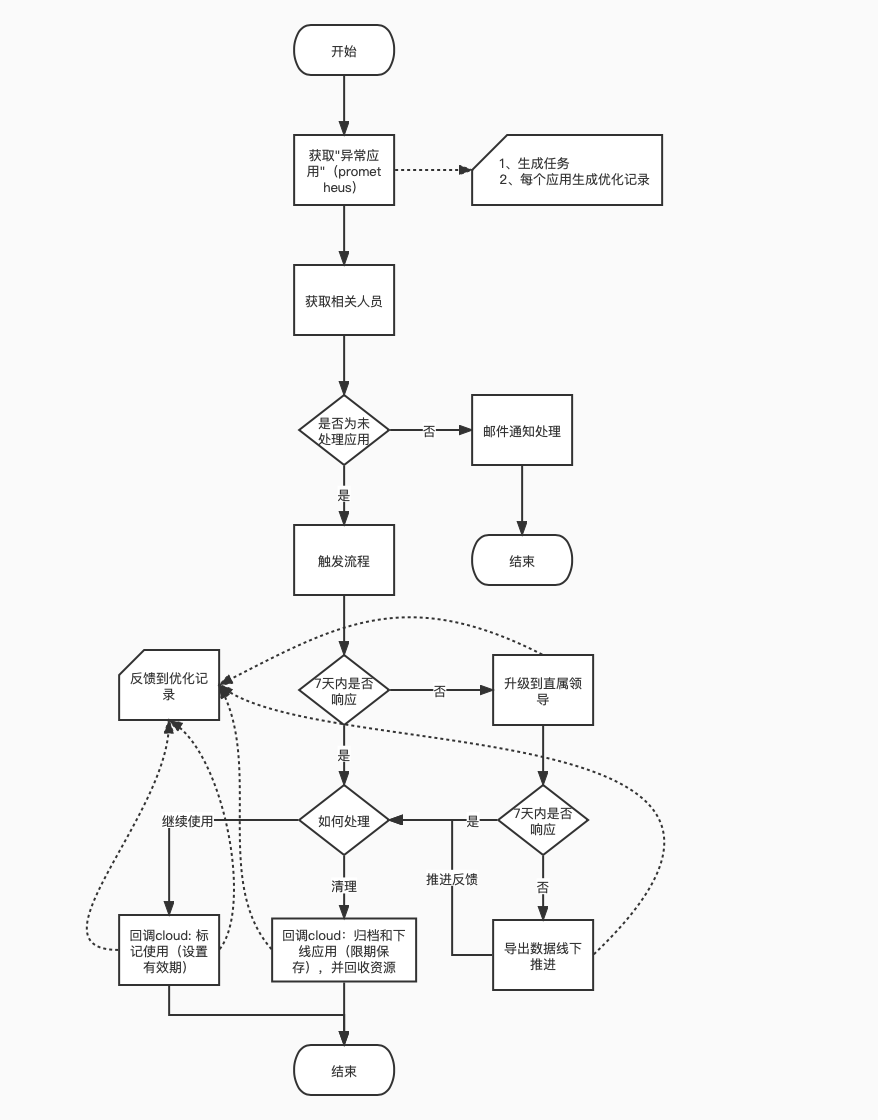 开始
获取"异常应
用"（promet
heus）
1、生成任务
2、每个应用生成优化记录
获取相关人员
是否为未
处理应用
否
邮件通知处理
是
触发流程
结束
反馈到优化记
录
7天内是否
响应
否
升级到直属领
导
是
继续使用
如何处理
是
7天内是否
响应
清理
推进反馈
否
回调cloud: 标
记使用（设置
有效期）
回调cloud：归档和下
线应用（限期保
存），并回收资源
导出数据线下
推进
结束